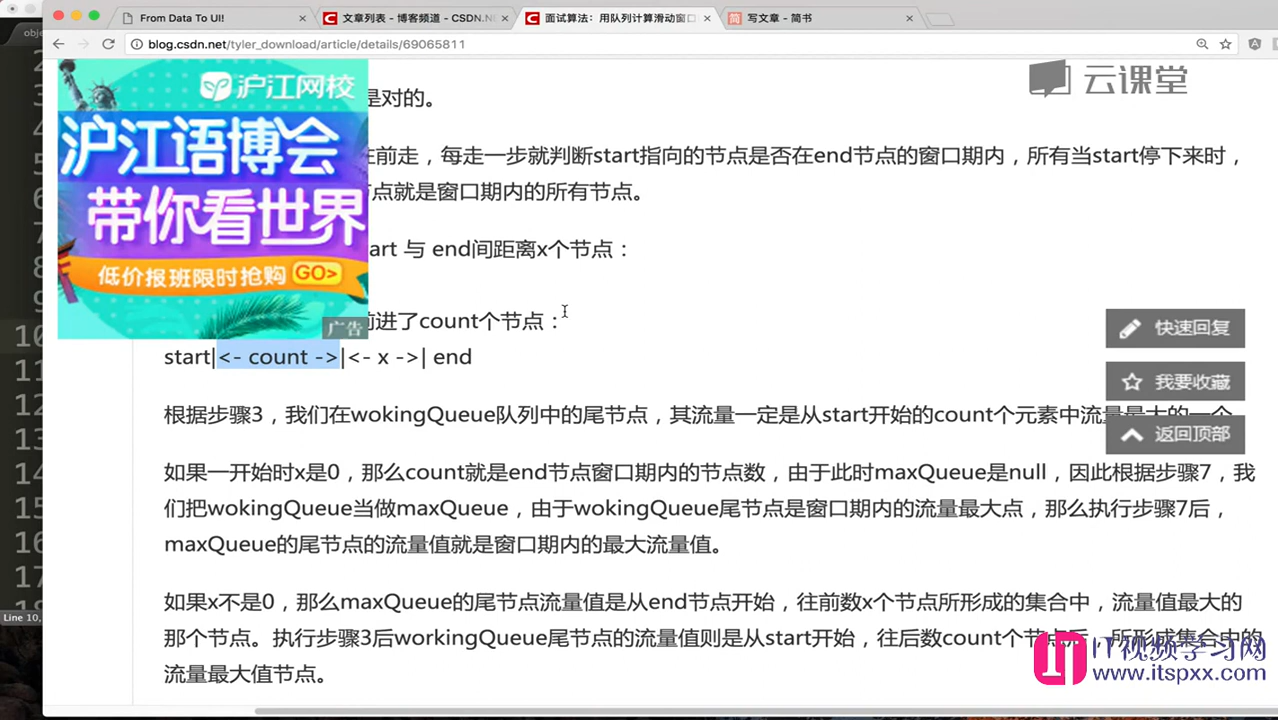 From Data To UI!
文章列表 - 博客频道 - CSDN.N
面试算法：用队列计算滑动窗口
写文章 - 简书
blog.csdn.net/tyler_download/article/details/69065811
沪江网校
沪江语博会
带你看世界
低价报班限时抢购 GO>
广告
云课堂
是对的。
前走，每走一步就判断start指向的节点是否在end节点的窗口期内，所有当start停下来时，
点就是窗口期内的所有节点。
art 与 end间距离x个节点：
前进了count个节点：
start|<- count ->|<- x ->| end
快速回复
我要收藏
返回顶部
根据步骤3，我们在wokingQueue队列中的尾节点，其流量一定是从start开始的count个元素中流量最大的一个
如果一开始时x是0，那么count就是end节点窗口期内的节点数，由于此时maxQueue是null，因此根据步骤7，我
们把wokingQueue当做maxQueue，由于wokingQueue尾节点是窗口期内的流量最大点，那么执行步骤7后，
maxQueue的尾节点的流量值就是窗口期内的最大流量值。
如果x不是0，那么maxQueue的尾节点流量值是从end节点开始，往前数x个节点所形成的集合中，流量值最大的
那个节点。执行步骤3后workingQueue尾节点的流量值则是从start开始，往后数count个节点后，所形成集合中的
流量最大值节点。
IT视频学习网
www.itspxx.com
Line 10,